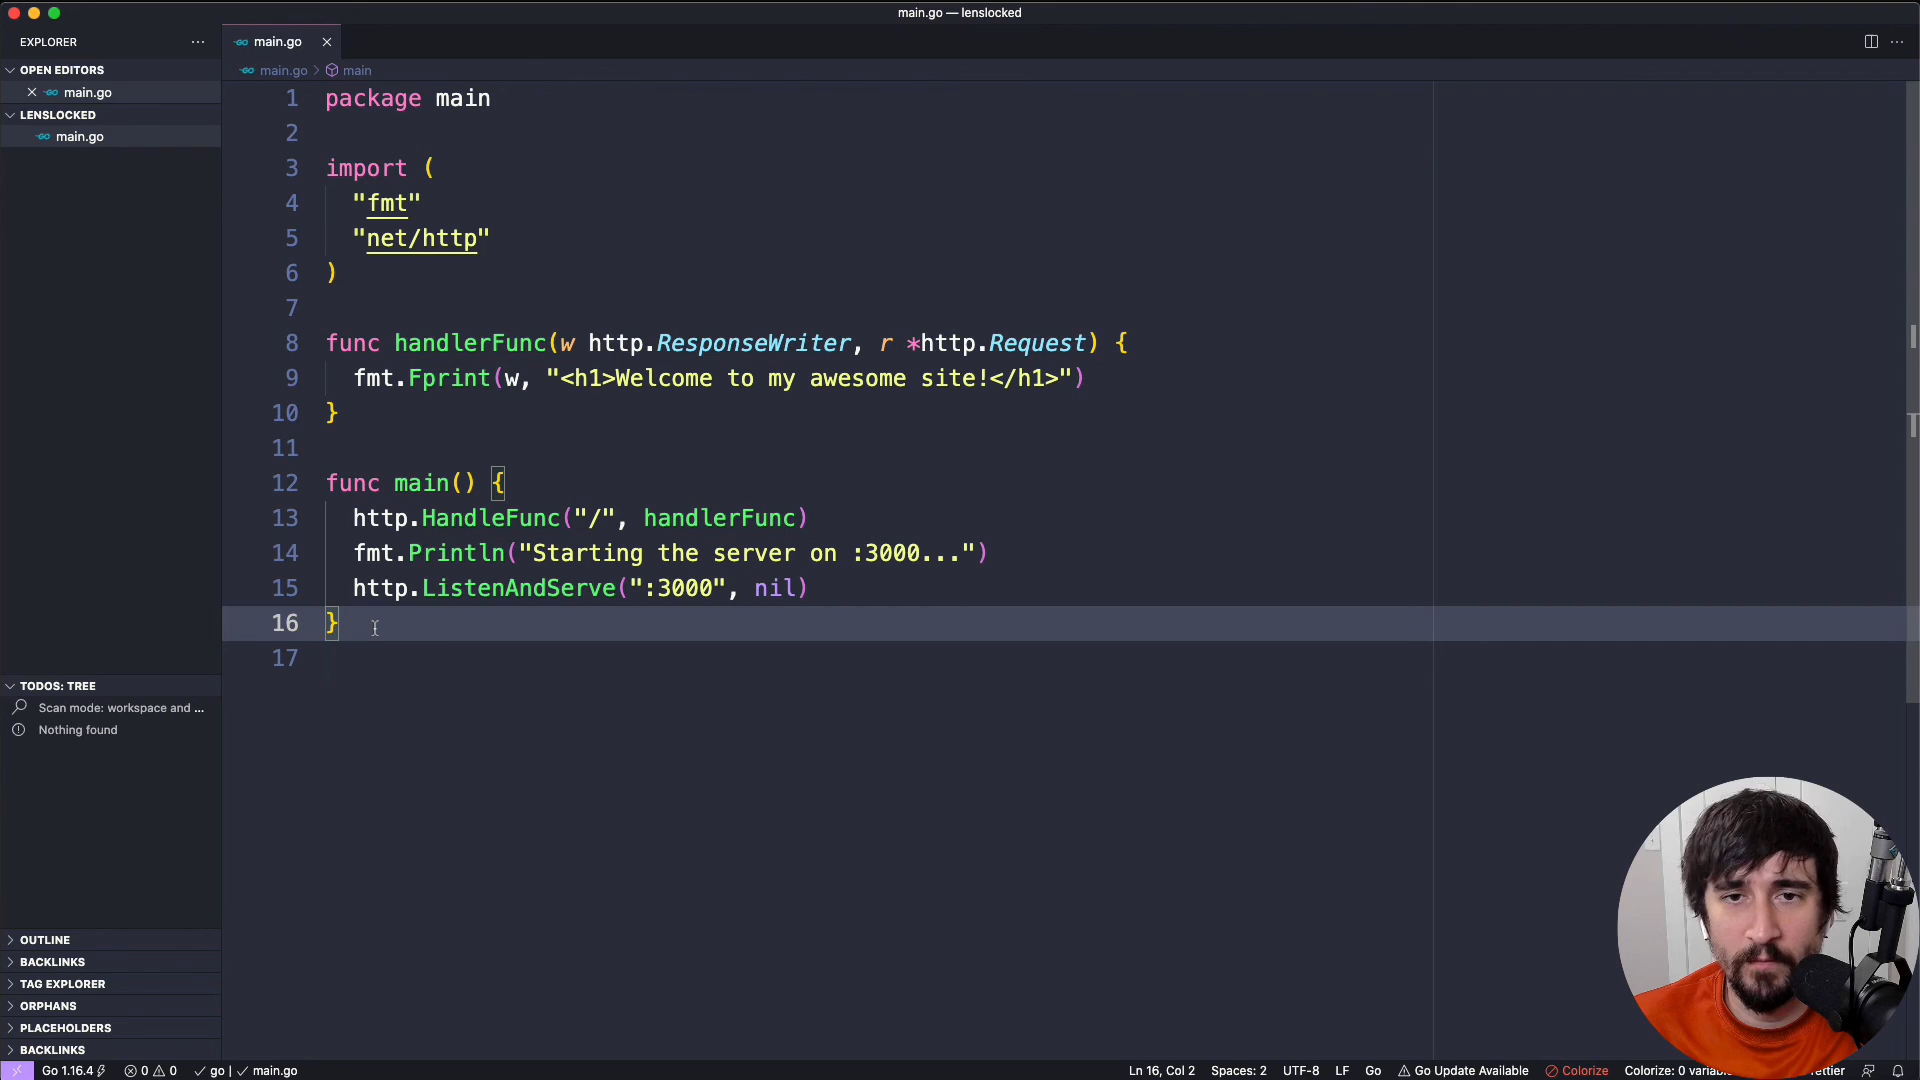 main.go — lenslocked
EXPLORER
main.go
main.go > main
OPEN EDITORS
main.go
LENSLOCKED
main.go
1 package main
2
3 import (
4 "fmt"
5 "net/http"
6 )
7
8 func handlerFunc(w http.ResponseWriter, r *http.Request) {
9 fmt.Fprint(w, "<h1>Welcome to my awesome site!</h1>")
10 }
11
12 func main() {
13 http.HandleFunc("/", handlerFunc)
14 fmt.Println("Starting the server on :3000...")
15 http.ListenAndServe(":3000", nil)
16 }
17
TODOS: TREE
Scan mode: workspace and ...
Nothing found
OUTLINE
BACKLINKS
TAG EXPLORER
ORPHANS
PLACEHOLDERS
BACKLINKS
Go 1.16.4 0 0 go | main.go Ln 16, Col 2 Spaces: 2 UTF-8 LF Go Go Update Available Colorize Colorize: 0